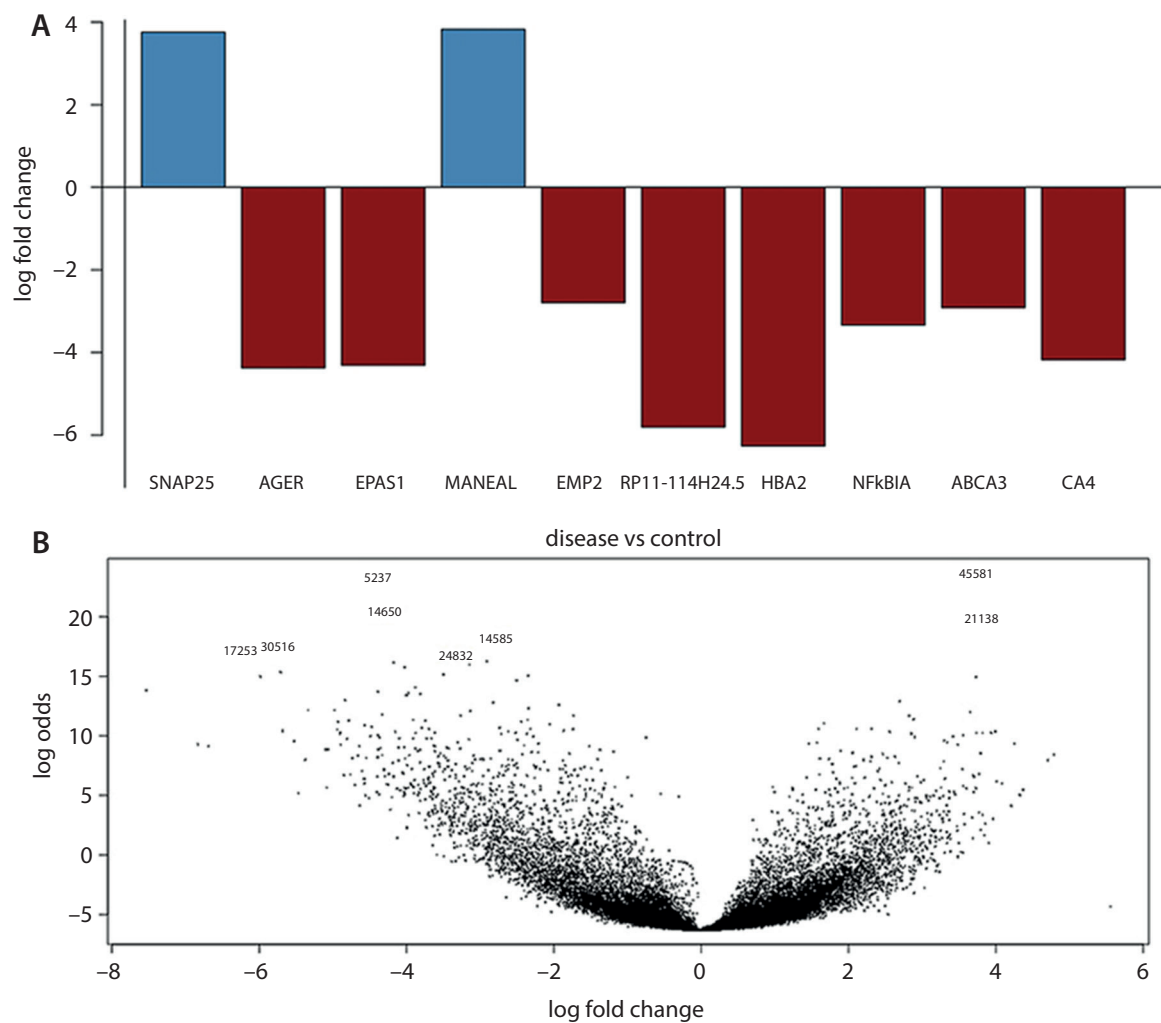 A
4
2
0
−2
−4
−6
log fold change
SNAP25 AGER EPAS1 MANEAL EMP2 RP11-114H24.5 HBA2 NFkBIA ABCA3 CA4
B
disease vs control
5237
45581
14650
21138
14585
17253 30516
24832
20
15
10
5
0
−5
log odds
−8 −6 −4 −2 0 2 4 6
log fold change